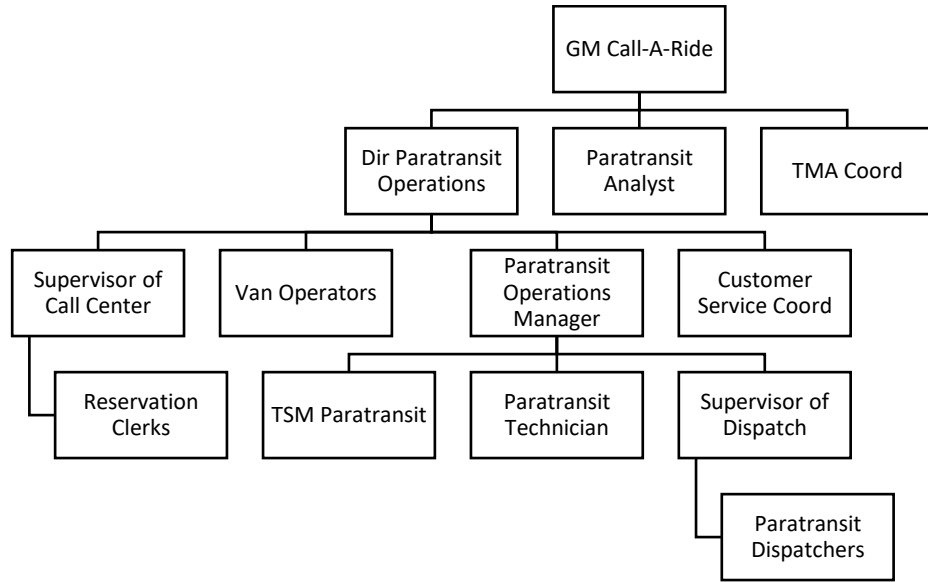 GM Call-A-Ride
Dir Paratransit
Operations
Paratransit
Analyst
TMA Coord
Supervisor of
Call Center
Van Operators
Paratransit
Operations
Manager
Customer
Service Coord
Reservation
Clerks
TSM Paratransit
Paratransit
Technician
Supervisor of
Dispatch
Paratransit
Dispatchers